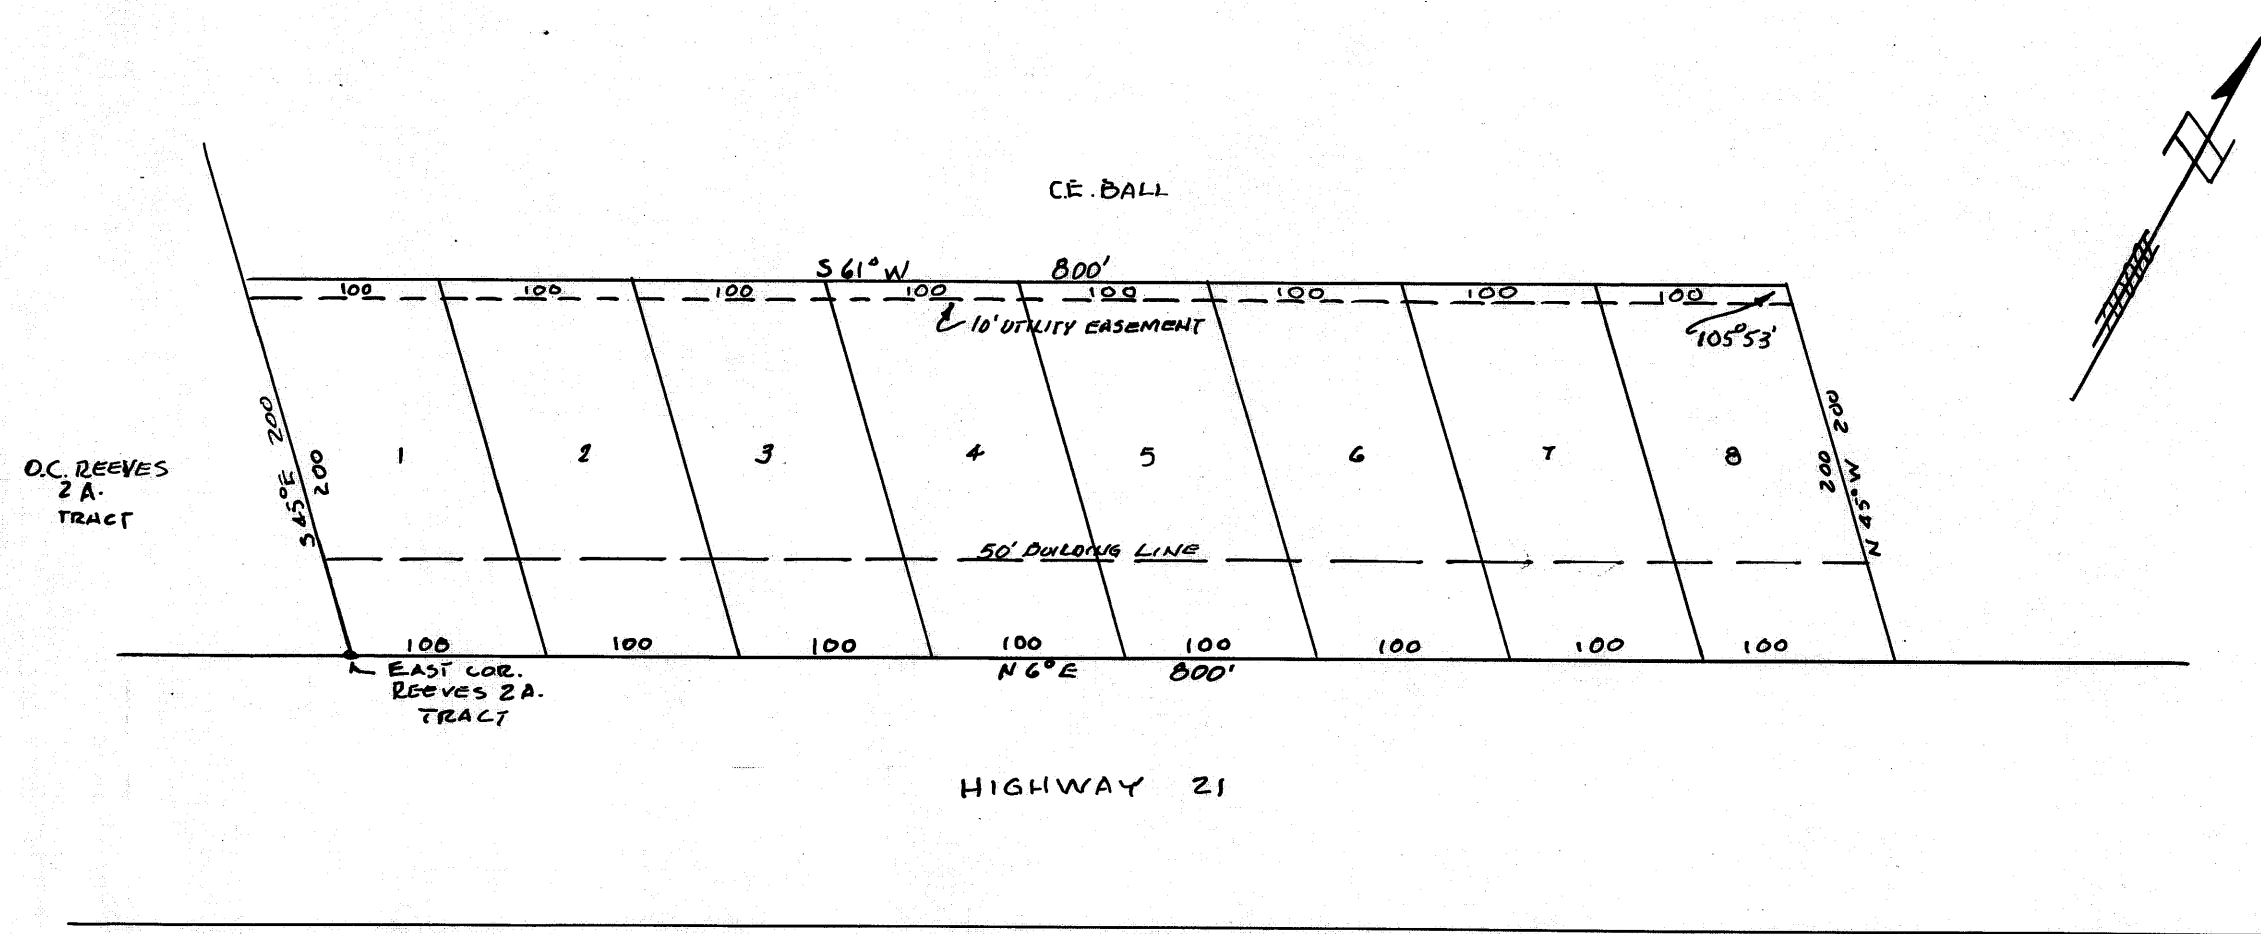 C.E. BALL
S 61° W 800'
100 100 100 100 100 100 100 100
10' UTILITY EASEMENT
105°53'
S 45° E 200
200
1 2 3 4 5 6 7 8
N 45° W 200
200
O.C. REEVES
2 A.
TRACT
50' BUILDING LINE
100 100 100 100 100 100 100 100
N 6° E 800'
EAST COR.
REEVES 2 A.
TRACT
HIGHWAY 21
N